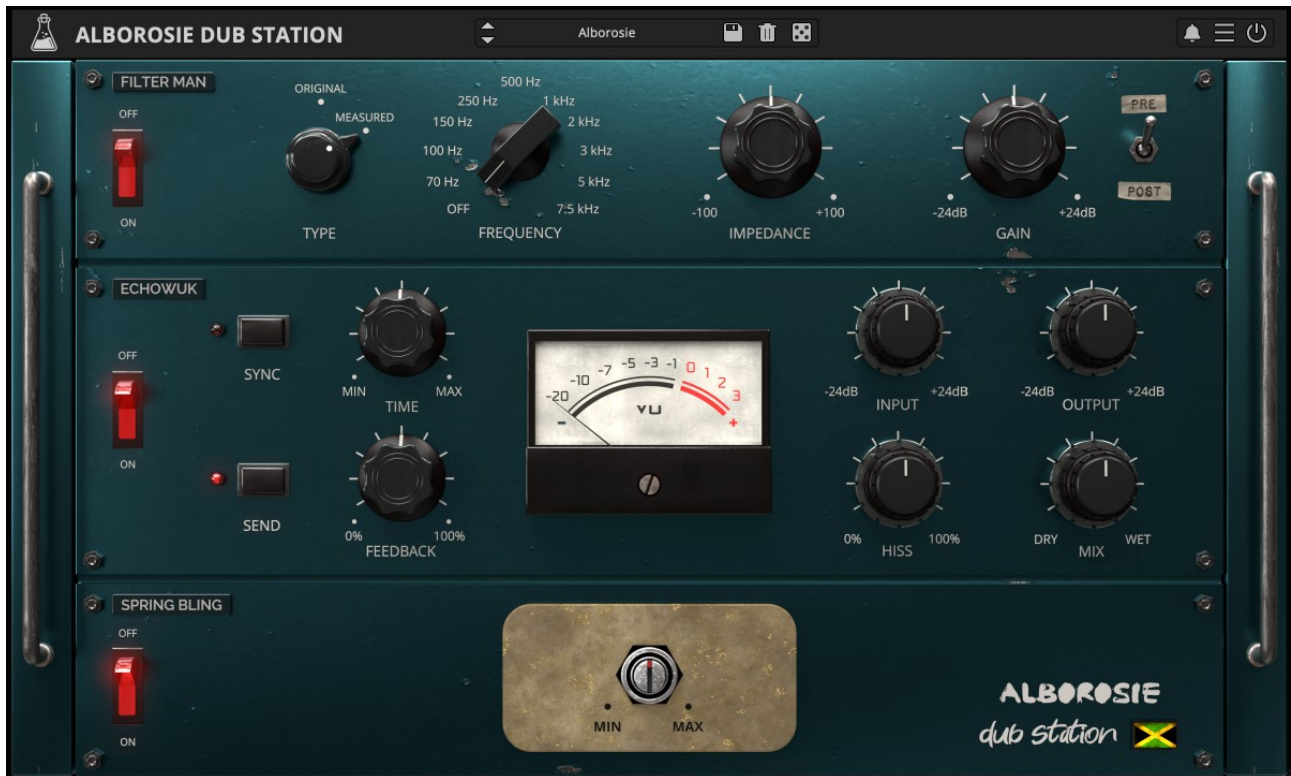 ALBOROSIE DUB STATION
Alborosie
FILTER MAN
OFF
ON
ORIGINAL
MEASURED
TYPE
500 Hz
250 Hz
1 kHz
150 Hz
2 kHz
100 Hz
3 kHz
70 Hz
5 kHz
OFF
7.5 kHz
FREQUENCY
-100
+100
IMPEDANCE
-24dB
+24dB
GAIN
PRE
POST
ECHOWUK
OFF
ON
SYNC
SEND
MIN
MAX
TIME
0%
100%
FEEDBACK
-20 -10 -7 -5 -3 -1 0 1 2 3
- +
VU
-24dB
+24dB
INPUT
-24dB
+24dB
OUTPUT
0%
100%
HISS
DRY
WET
MIX
SPRING BLING
OFF
ON
MIN
MAX
ALBOROSIE
dub station